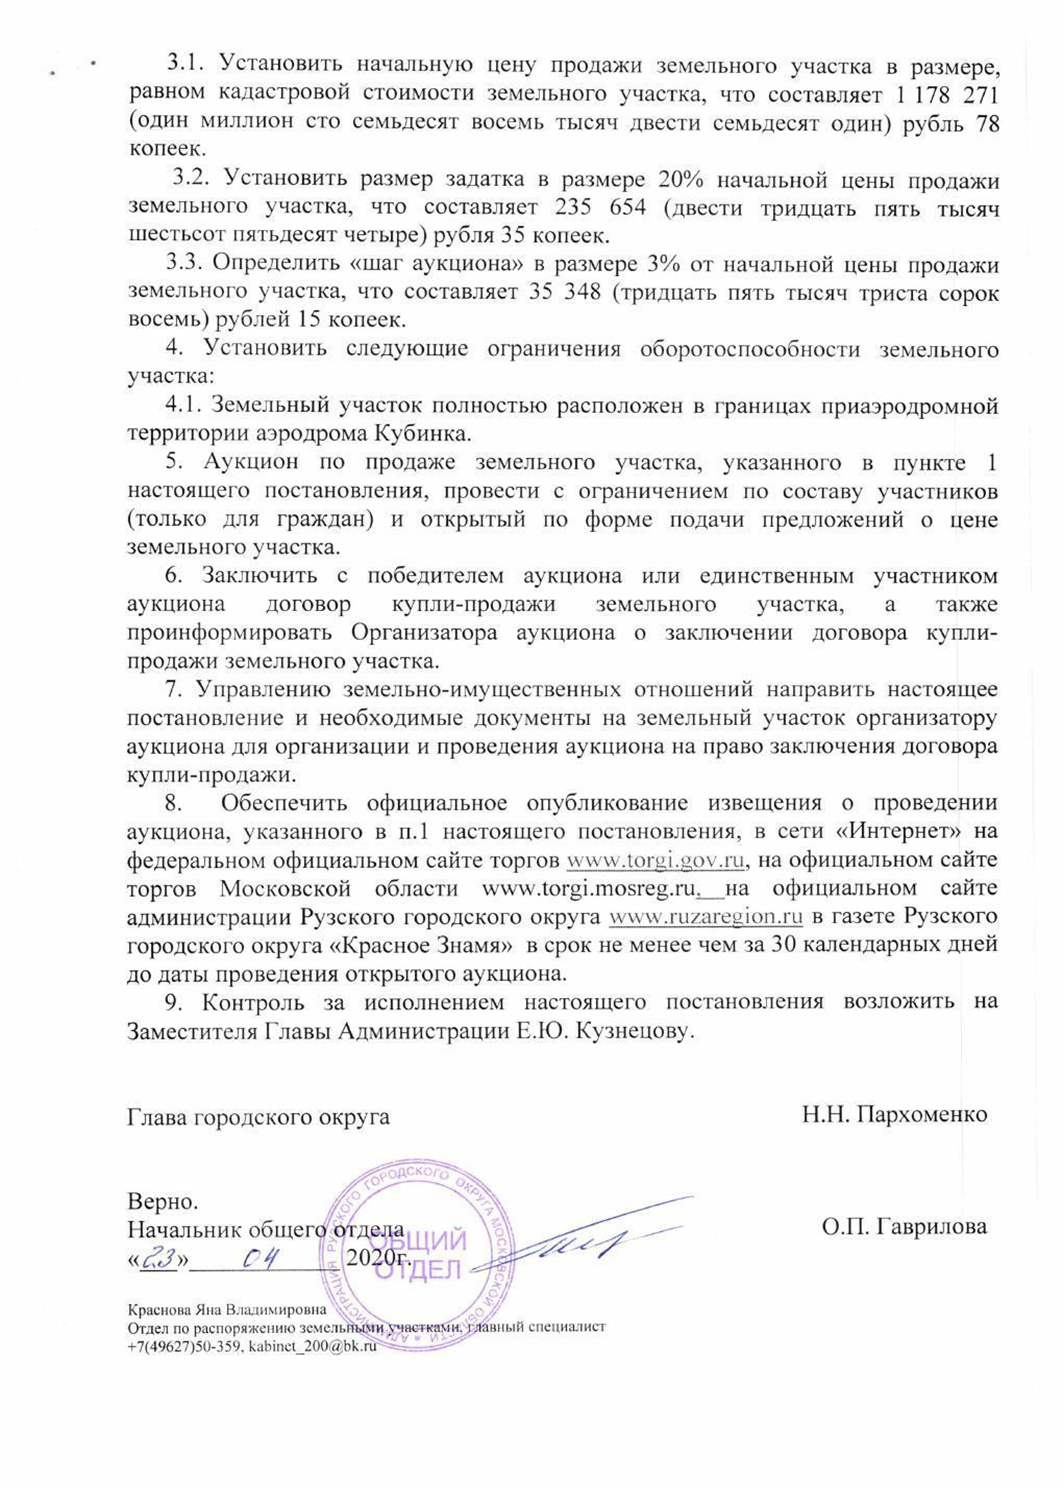 3.1. Установить начальную цену продажи земельного участка в размере,
равном кадастровой стоимости земельного участка, что составляет 1 178 271
(один миллион сто семьдесят восемь тысяч двести семьдесят один) рубль 78
копеек.
3.2. Установить размер задатка в размере 20% начальной цены продажи
земельного участка, что составляет 235 654 (двести тридцать пять тысяч
шестьсот пятьдесят четыре) рубля 35 копеек.
3.3. Определить «шаг аукциона» в размере 3% от начальной цены продажи
земельного участка, что составляет 35 348 (тридцать пять тысяч триста сорок
восемь) рублей 15 копеек.
4. Установить следующие ограничения оборотоспособности земельного
участка:
4.1. Земельный участок полностью расположен в границах приаэродромной
территории аэродрома Кубинка.
5. Аукцион по продаже земельного участка, указанного в пункте 1
настоящего постановления, провести с ограничением по составу участников
(только для граждан) и открытый по форме подачи предложений о цене
земельного участка.
6. Заключить с победителем аукциона или единственным участником
аукциона договор купли-продажи земельного участка, а также
проинформировать Организатора аукциона о заключении договора купли-
продажи земельного участка.
7. Управлению земельно-имущественных отношений направить настоящее
постановление и необходимые документы на земельный участок организатору
аукциона для организации и проведения аукциона на право заключения договора
купли-продажи.
8. Обеспечить официальное опубликование извещения о проведении
аукциона, указанного в п.1 настоящего постановления, в сети «Интернет» на
федеральном официальном сайте торгов www.torgi.gov.ru, на официальном сайте
торгов Московской области www.torgi.mosreg.ru, на официальном сайте
администрации Рузского городского округа www.ruzaregion.ru в газете Рузского
городского округа «Красное Знамя» в срок не менее чем за 30 календарных дней
до даты проведения открытого аукциона.
9. Контроль за исполнением настоящего постановления возложить на
Заместителя Главы Администрации Е.Ю. Кузнецову.
Глава городского округа Н.Н. Пархоменко
Верно.
Начальник общего отдела О.П. Гаврилова
«23» 04 2020г.
АДМИНИСТРАЦИЯ РУЗСКОГО ГОРОДСКОГО ОКРУГА МОСКОВСКОЙ ОБЛАСТИ
ОБЩИЙ
ОТДЕЛ
Краснова Яна Владимировна
Отдел по распоряжению земельными участками, главный специалист
+7(49627)50-359, kabinet_200@bk.ru